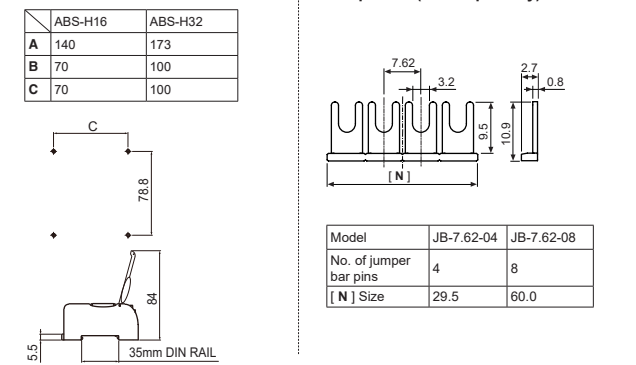 ABS-H16 ABS-H32
A 140 173
B 70 100
C 70 100
C
78.8
84
5.5
35mm DIN RAIL
7.62
3.2
2.7
0.8
9.5
10.9
[ N ]
Model JB-7.62-04 JB-7.62-08
No. of jumper
bar pins 4 8
[ N ] Size 29.5 60.0